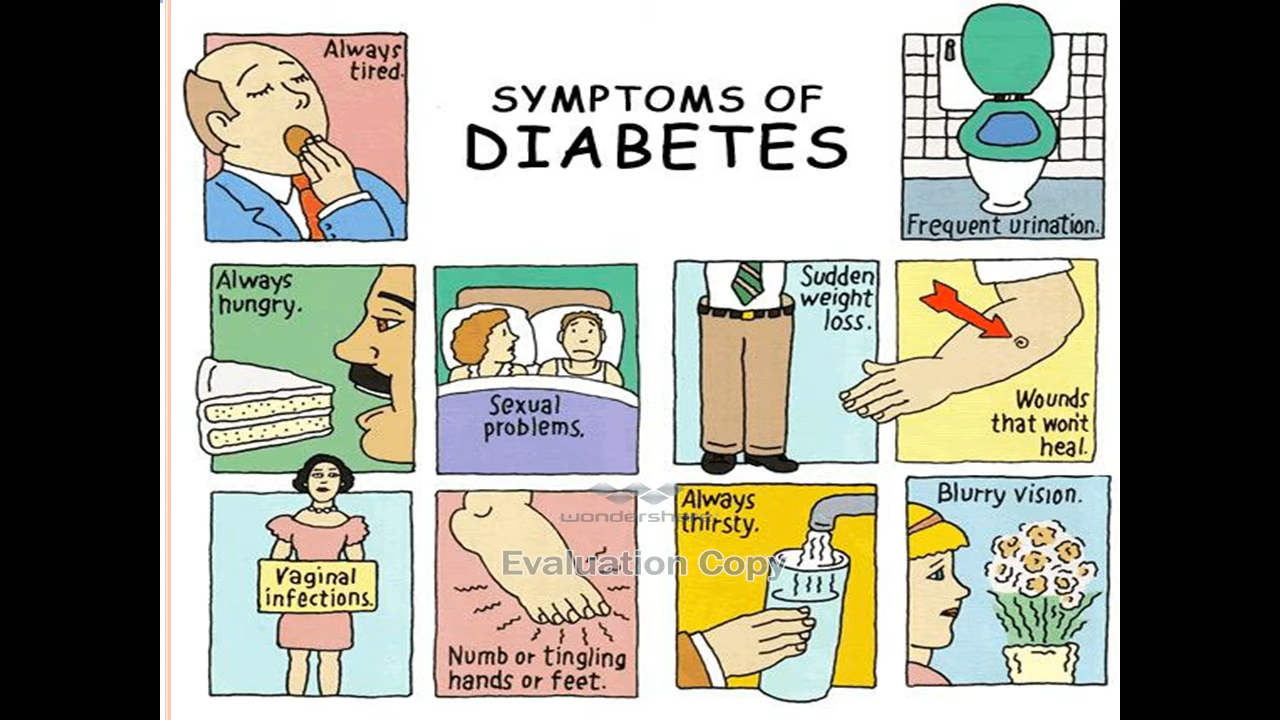 Always
tired.
SYMPTOMS OF
DIABETES
Frequent urination.
Always
hungry.
Sexual
problems.
Sudden
weight
loss.
Wounds
that won't
heal.
Vaginal
infections.
Numb or tingling
hands or feet.
Always
thirsty.
Blurry vision.
Evaluation Copy